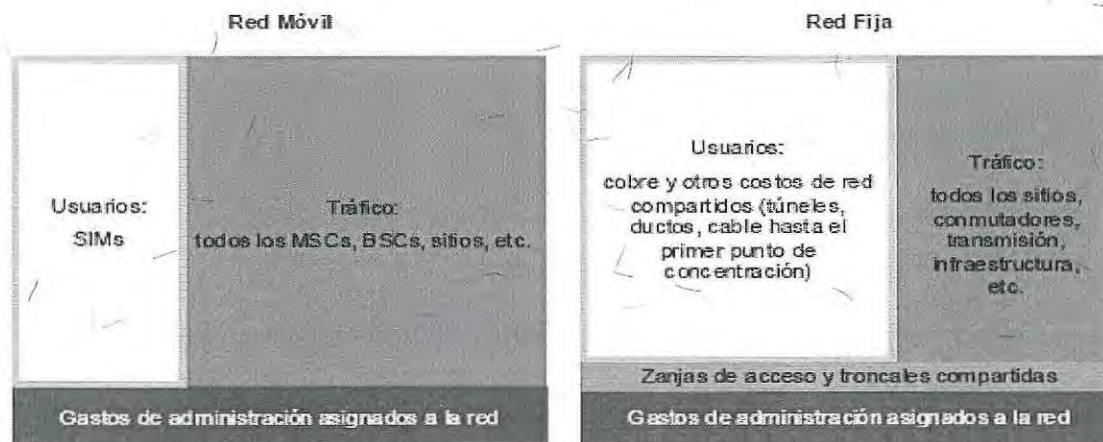 Red Móvil
Usuarios:
SIMs
Tráfico:
todos los MSCs, BSCs, sitios, etc.
Gastos de administración asignados a la red
Red Fija
Usuarios:
cobre y otros costos de red
compartidos (túneles,
ductos, cable hasta el
primer punto de
concentración)
Tráfico:
todos los sitios,
conmutadores,
transmisión,
infraestructura,
etc.
Zanjas de acceso y troncales compartidas
Gastos de administración asignados a la red